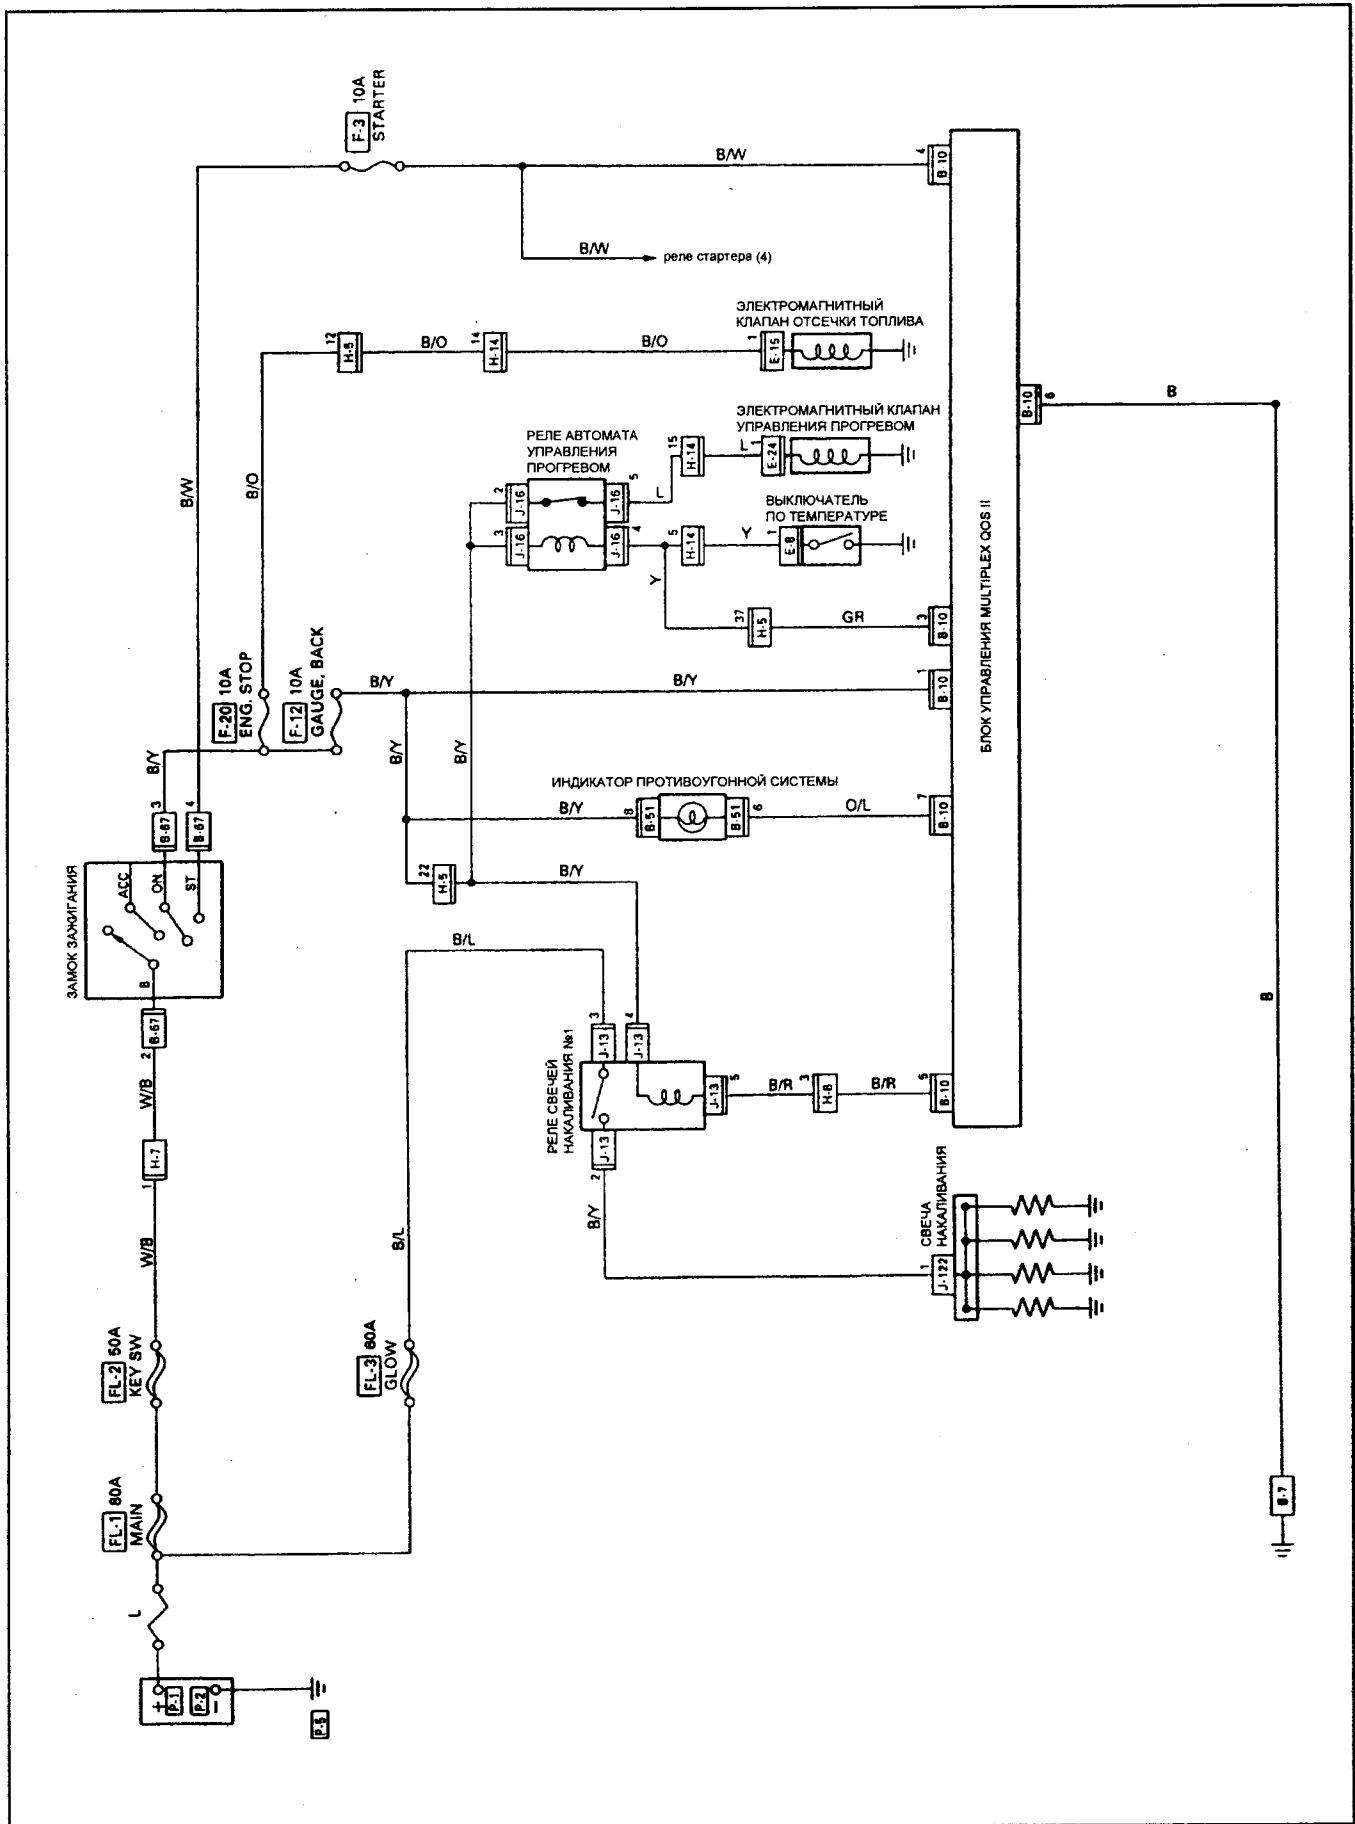 F-3 10A
STARTER
4
B-10
B/W
B/W
реле стартера (4)
ЭЛЕКТРОМАГНИТНЫЙ
КЛАПАН ОТСЕЧКИ ТОПЛИВА
12
H-5
B/O
14
H-14
B/O
1
E-15
ЭЛЕКТРОМАГНИТНЫЙ КЛАПАН
УПРАВЛЕНИЯ ПРОГРЕВОМ
B-10
6
B
РЕЛЕ АВТОМАТА
УПРАВЛЕНИЯ
ПРОГРЕВОМ
15
H-14
L
1
E-24
B/W
B/O
2
J-16
J-16
5
L
ВЫКЛЮЧАТЕЛЬ
ПО ТЕМПЕРАТУРЕ
3
J-16
J-16
4
5
H-14
Y
1
E-8
Y
37
H-5
GR
3
B-10
БЛОК УПРАВЛЕНИЯ MULTIPLEX QOS II
F-20 10A
ENG. STOP
F-12 10A
GAUGE, BACK
B/Y
B/Y
1
B-10
B/Y
B/Y
B/Y
ИНДИКАТОР ПРОТИВОУГОННОЙ СИСТЕМЫ
3
B-67
4
B-67
B/Y
8
B-51
B-51
6
O/L
7
B-10
ЗАМОК ЗАЖИГАНИЯ
ACC
ON
ST
B
22
H-5
B/Y
B/L
2
B-67
W/B
РЕЛЕ СВЕЧЕЙ
НАКАЛИВАНИЯ №1
3
J-13
4
J-13
J-13
5
B/R
3
H-8
B/R
5
B-10
2
J-13
B
1
H-7
W/B
B/Y
B/L
СВЕЧА
НАКАЛИВАНИЯ
1
J-122
FL-2 50A
KEY SW
FL-3 60A
GLOW
FL-1 80A
MAIN
B-7
L
+
P-1
P-2
−
P-5